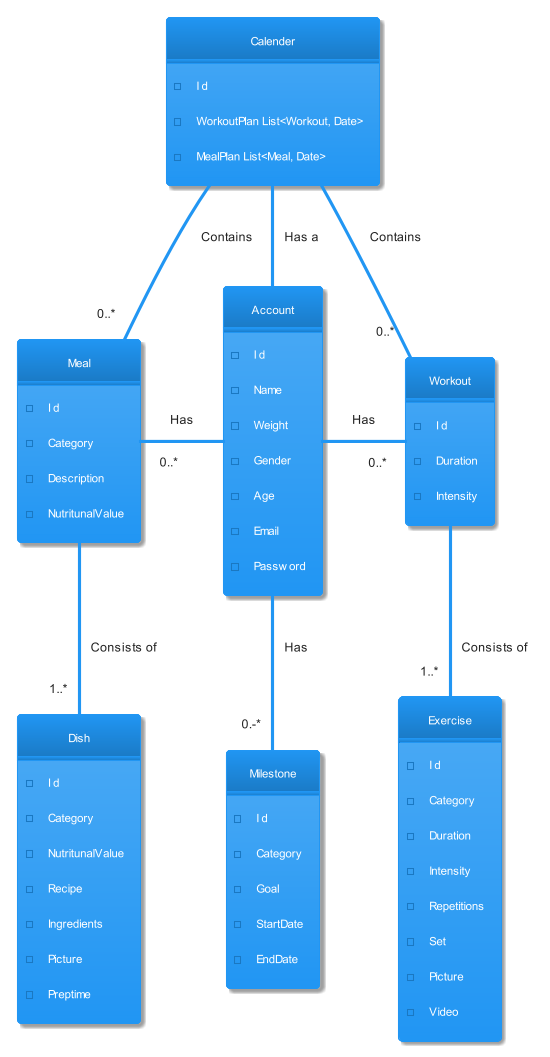 Calender
Id
WorkoutPlan List<Workout, Date>
MealPlan List<Meal, Date>
Contains
Has a
Contains
0..*
0..*
Account
Id
Name
Weight
Gender
Age
Email
Password
Meal
Id
Category
Description
NutritunalValue
Has
0..*
Has
0..*
Workout
Id
Duration
Intensity
Consists of
1..*
Has
0.-*
Consists of
1..*
Dish
Id
Category
NutritunalValue
Recipe
Ingredients
Picture
Preptime
Milestone
Id
Category
Goal
StartDate
EndDate
Exercise
Id
Category
Duration
Intensity
Repetitions
Set
Picture
Video